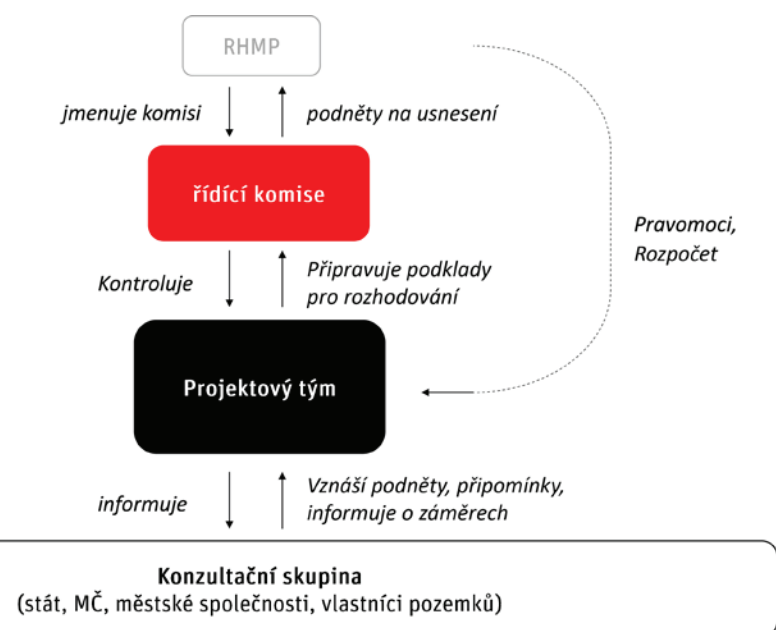 RHMP
jmenuje komisi
podněty na usnesení
řídící komise
Pravomoci,
Rozpočet
Kontroluje
Připravuje podklady
pro rozhodování
Projektový tým
informuje
Vznáší podněty, připomínky,
informuje o záměrech
Konzultační skupina
(stát, MČ, městské společnosti, vlastníci pozemků)